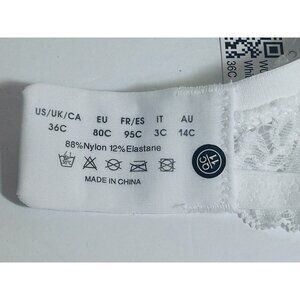 US/UK/CA EU FR/ES IT AU
36C 80C 95C 3C 14C
88%Nylon 12%Elastane
MADE IN CHINA
36C